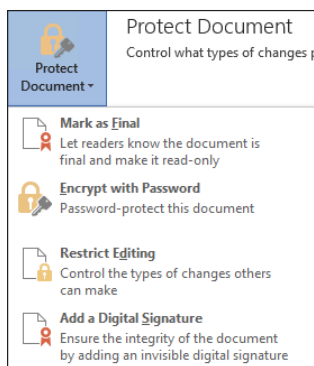 Protect Document
Control what types of changes
Protect
Document
Mark as Final
Let readers know the document is
final and make it read-only
Encrypt with Password
Password-protect this document
Restrict Editing
Control the types of changes others
can make
Add a Digital Signature
Ensure the integrity of the document
by adding an invisible digital signature